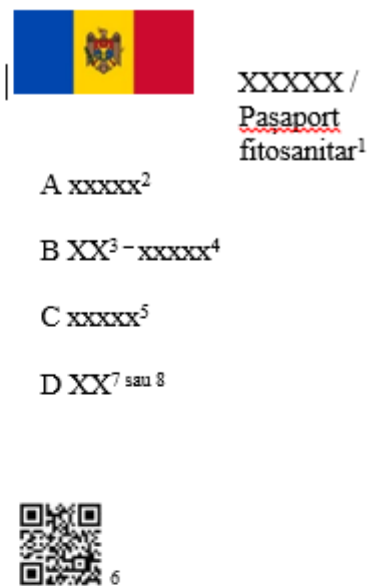 XXXXX /
Pașaport
fitosanitar¹
A xxxxx²
B XX³ – xxxxx⁴
C xxxxx⁵
D XX⁷ ˢᵃᵘ ⁸
6